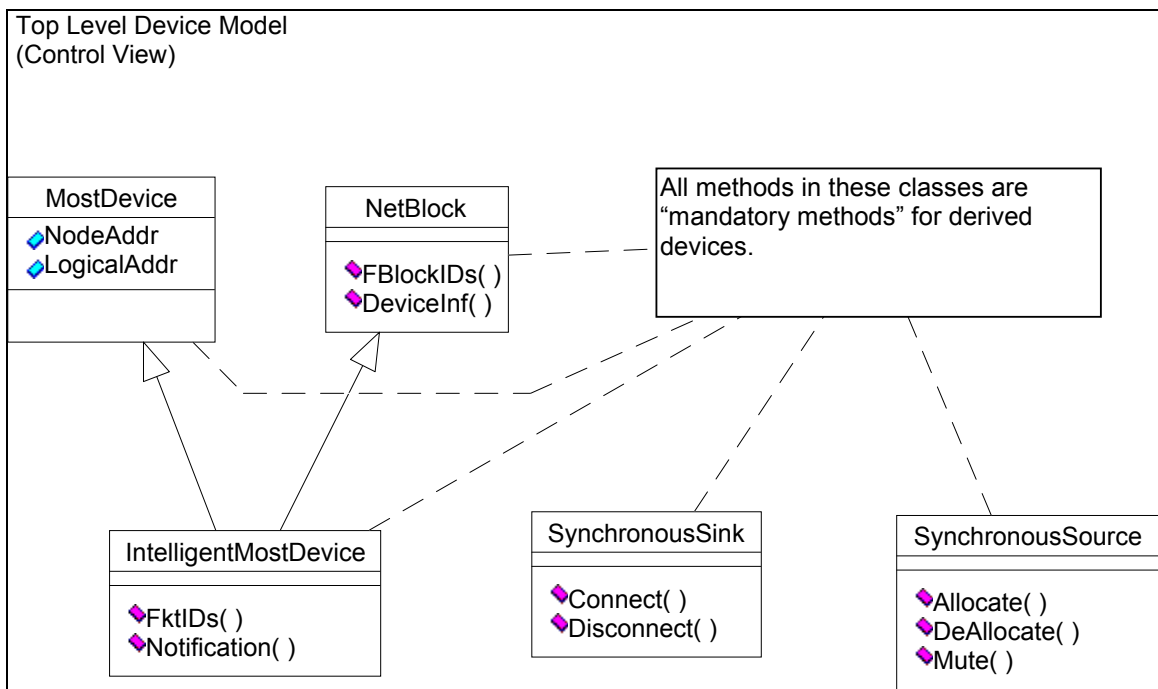 Top Level Device Model
(Control View)
MostDevice
NodeAddr
LogicalAddr
NetBlock
FBlockIDs( )
DeviceInf( )
All methods in these classes are
“mandatory methods” for derived
devices.
IntelligentMostDevice
FktIDs( )
Notification( )
SynchronousSink
Connect( )
Disconnect( )
SynchronousSource
Allocate( )
DeAllocate( )
Mute( )